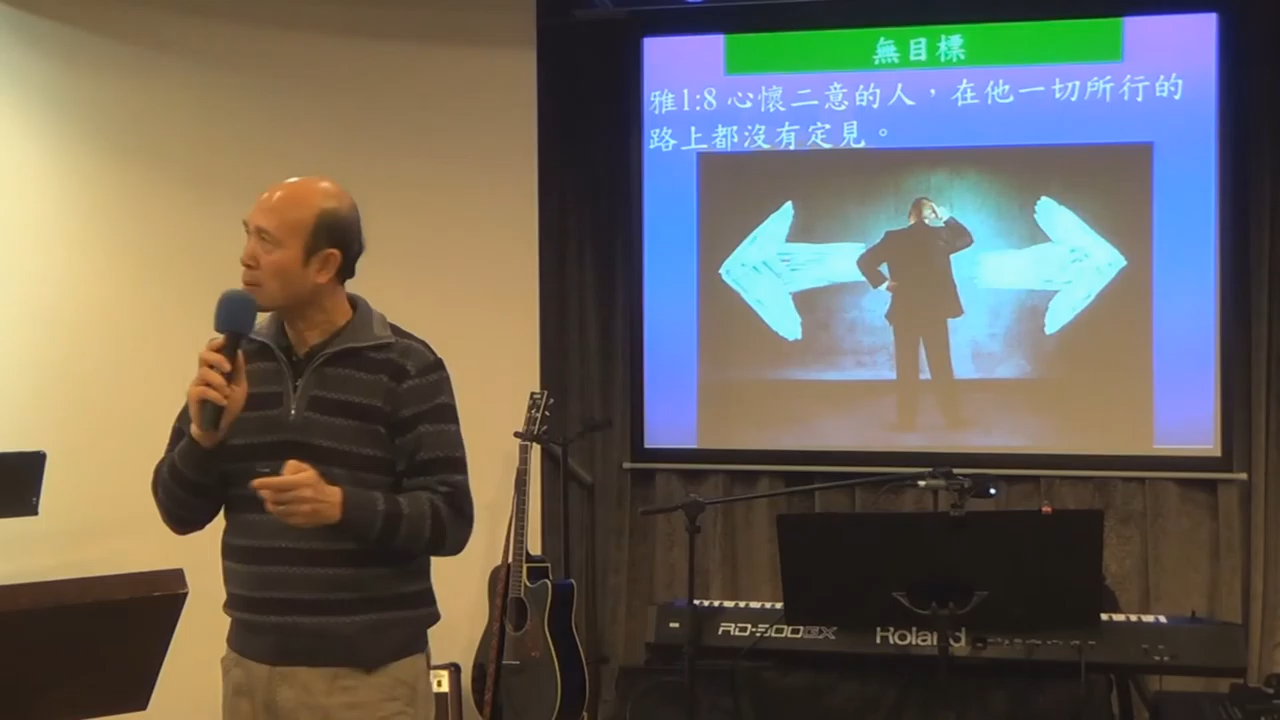 無目標
雅1:8 心懷二意的人，在他一切所行的
路上都沒有定見。
RD-300GX
Roland